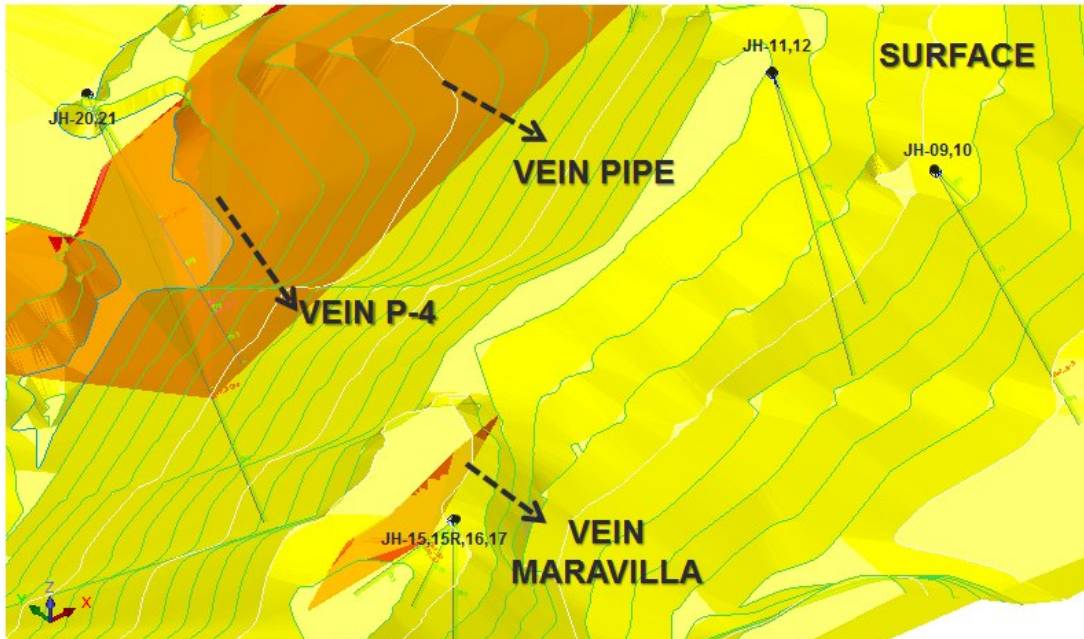 JH-11,12
SURFACE
JH-20,21
JH-09,10
VEIN PIPE
VEIN P-4
JH-15,15R,16,17
VEIN
MARAVILLA
Z
Y
X